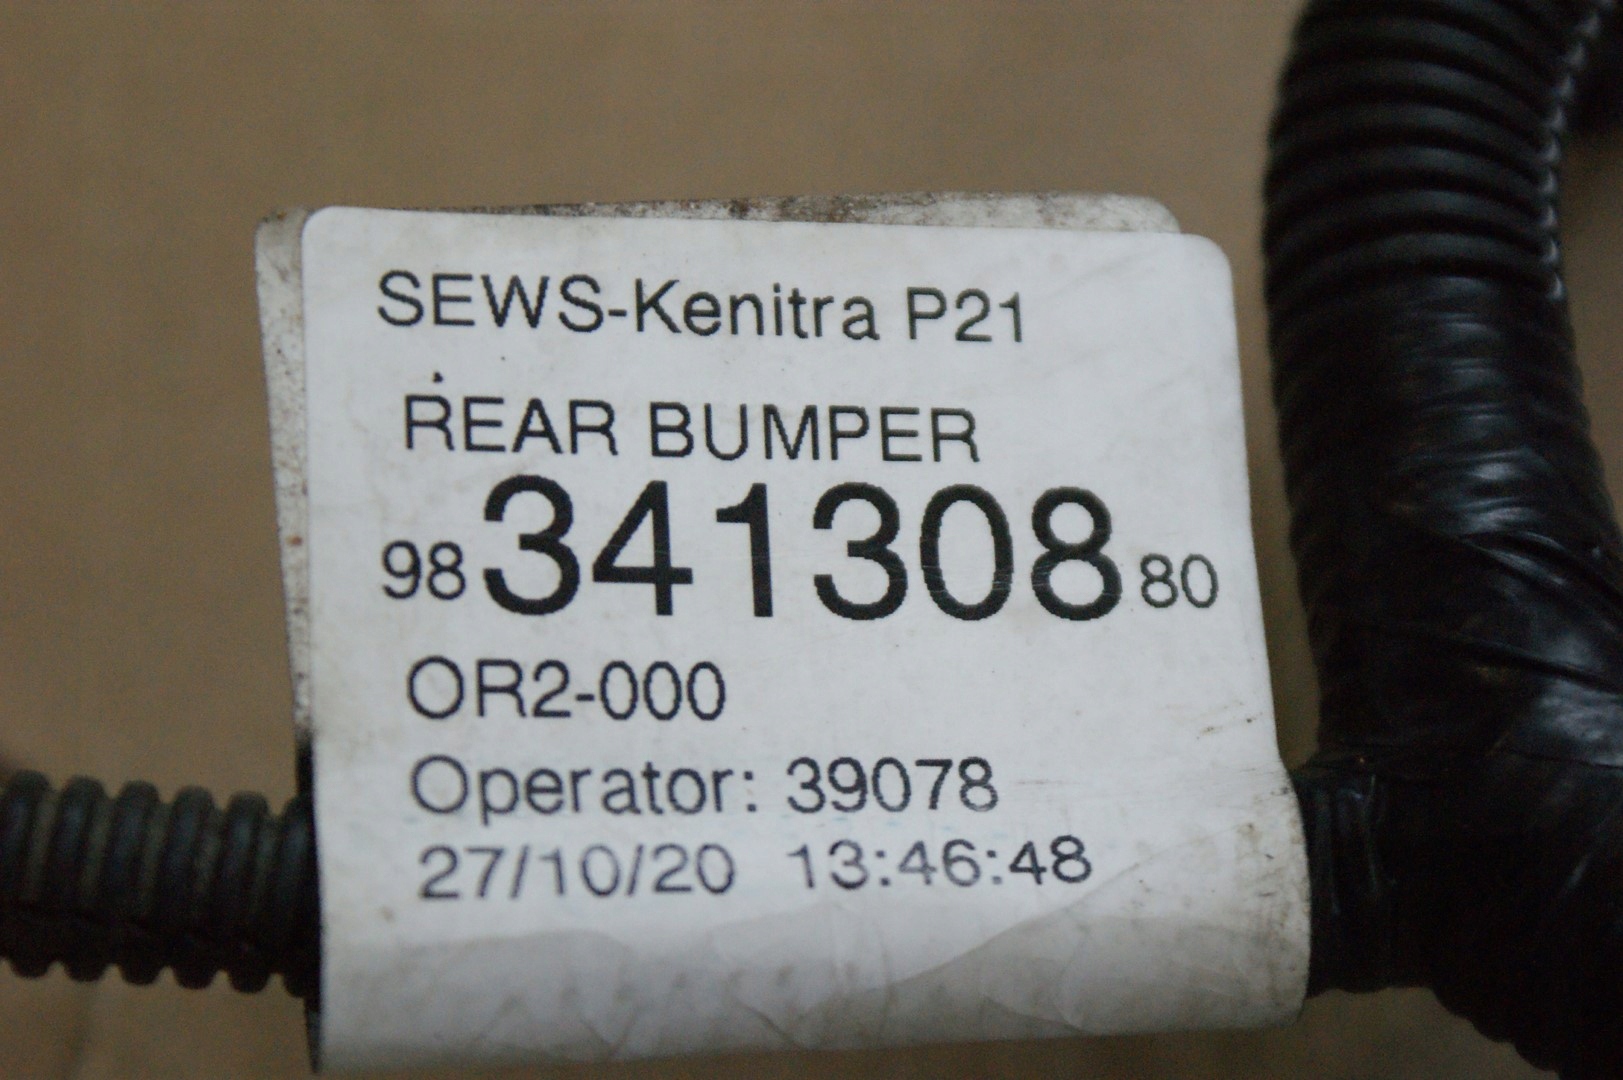 SEWS-Kenitra P21
REAR BUMPER
98 341308 80
OR2-000
Operator: 39078
27/10/20 13:46:48